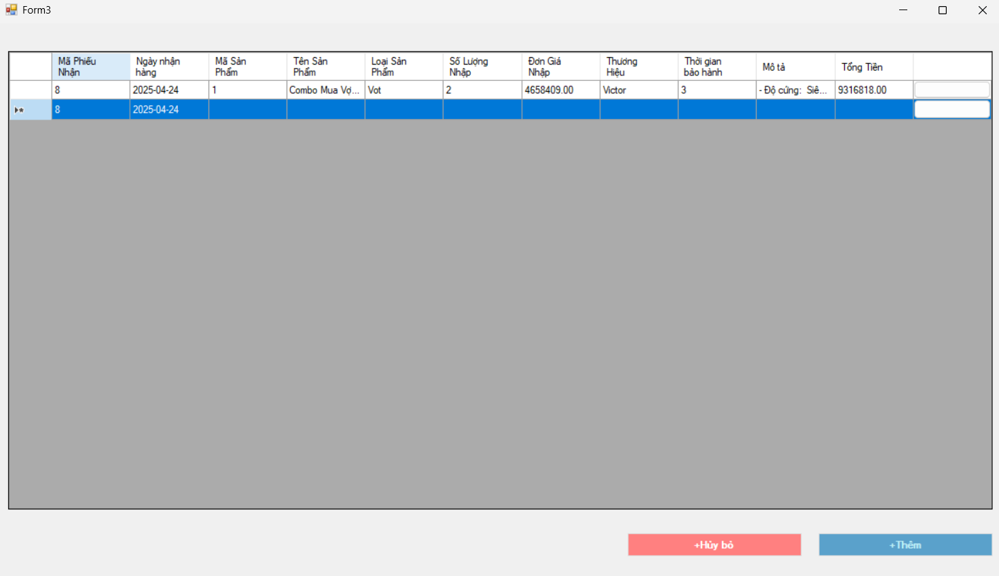 Form3
Mã Phiếu Nhận
Ngày nhận hàng
Mã Sản Phẩm
Tên Sản Phẩm
Loại Sản Phẩm
Số Lượng Nhập
Đơn Giá Nhập
Thương Hiệu
Thời gian bảo hành
Mô tả
Tổng Tiền
8 2025-04-24 1 Combo Mua Vợ... Vot 2 4658409.00 Victor 3 - Độ cứng: Siê... 9316818.00
8 2025-04-24
+Hủy bỏ
+Thêm